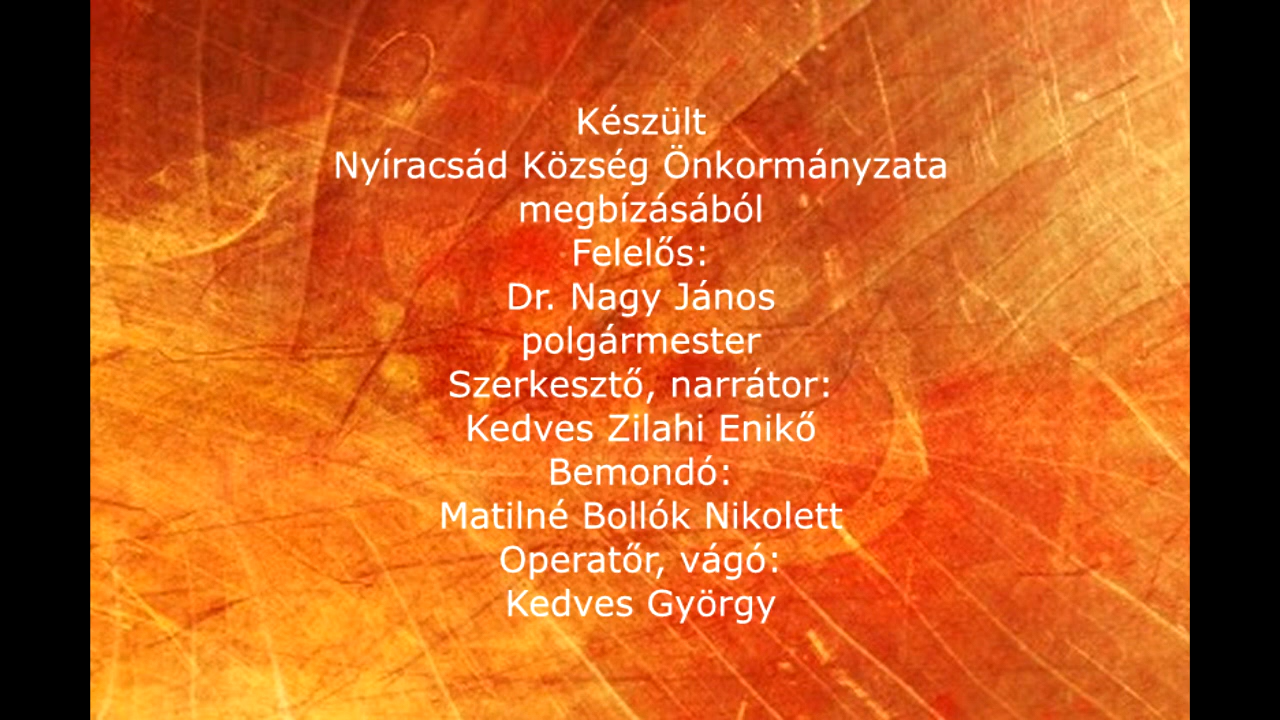 Készült
Nyíracsád Község Önkormányzata
megbízásából
Felelős:
Dr. Nagy János
polgármester
Szerkesztő, narrátor:
Kedves Zilahi Enikő
Bemondó:
Matilné Bollók Nikolett
Operatőr, vágó:
Kedves György